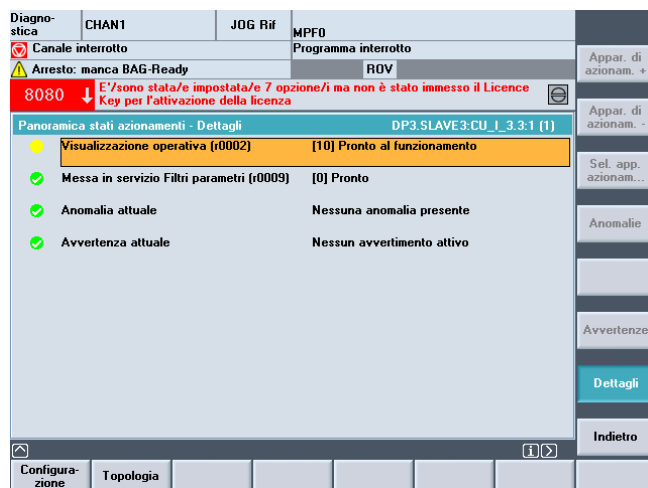 Diagno-
stica
CHAN1
JOG Rif
MPF0
Canale interrotto
Programma interrotto
Arresto: manca BAG-Ready
ROV
8080
E'/sono stata/e impostata/e 7 opzione/i ma non è stato immesso il Licence
Key per l'attivazione della licenza
Panoramica stati azionamenti - Dettagli
DP3.SLAVE3:CU_I_3.3:1 (1)
Visualizzazione operativa (r0002)
[10] Pronto al funzionamento
Messa in servizio Filtri parametri (r0009)
[0] Pronto
Anomalia attuale
Nessuna anomalia presente
Avvertenza attuale
Nessun avvertimento attivo
Appar. di
azionam. +
Appar. di
azionam. -
Sel. app.
azionam...
Anomalie
Avvertenze
Dettagli
Indietro
Configura-
zione
Topologia